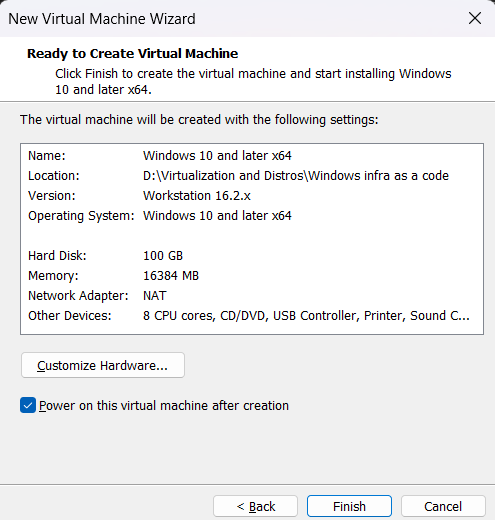 New Virtual Machine Wizard
Ready to Create Virtual Machine
Click Finish to create the virtual machine and start installing Windows
10 and later x64.
The virtual machine will be created with the following settings:
Name: Windows 10 and later x64
Location: D:\Virtualization and Distros\Windows infra as a code
Version: Workstation 16.2.x
Operating System: Windows 10 and later x64
Hard Disk: 100 GB
Memory: 16384 MB
Network Adapter: NAT
Other Devices: 8 CPU cores, CD/DVD, USB Controller, Printer, Sound C...
Customize Hardware...
Power on this virtual machine after creation
< Back Finish Cancel